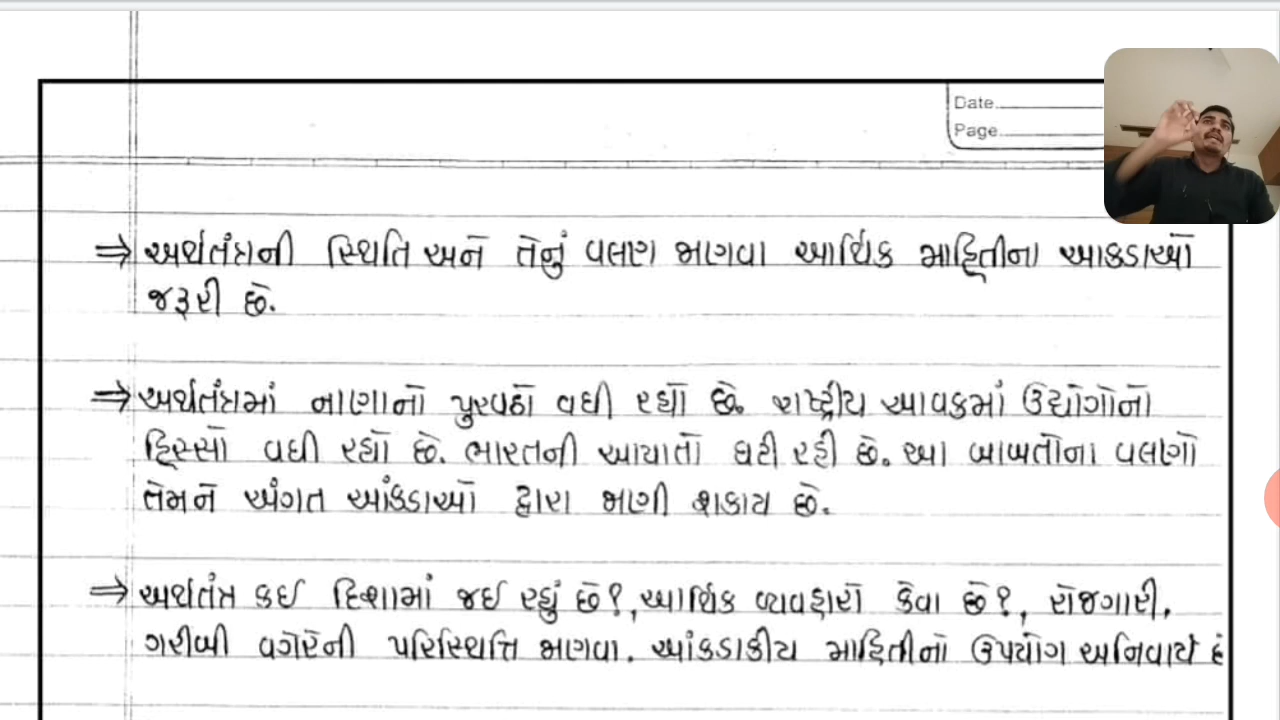 Date
Page
⇒ અર્થતંત્રની સ્થિતિ અને તેનું વલણ જાણવા આર્થિક માહિતીના આકડાઓ
જરૂરી છે.
⇒ અર્થતંત્રમાં નાણાનો પુરવઠો વધી રહ્યો છે. રાષ્ટ્રીય આવકમાં ઉદ્યોગોનો
હિસ્સો વધી રહ્યો છે. ભારતની આયાતો ઘટી રહી છે. આ બાબતોના વલણો
તેમને અંગત આંકડાઓ દ્વારા જાણી શકાય છે.
⇒ અર્થતંત્ર કઈ દિશામાં જઈ રહ્યું છે?, આર્થિક વ્યવહારો કેવા છે?, રોજગારી,
ગરીબી વગેરેની પરિસ્થિતિ જાણવા. આંકડાકીય માહિતીનો ઉપયોગ અનિવાર્ય